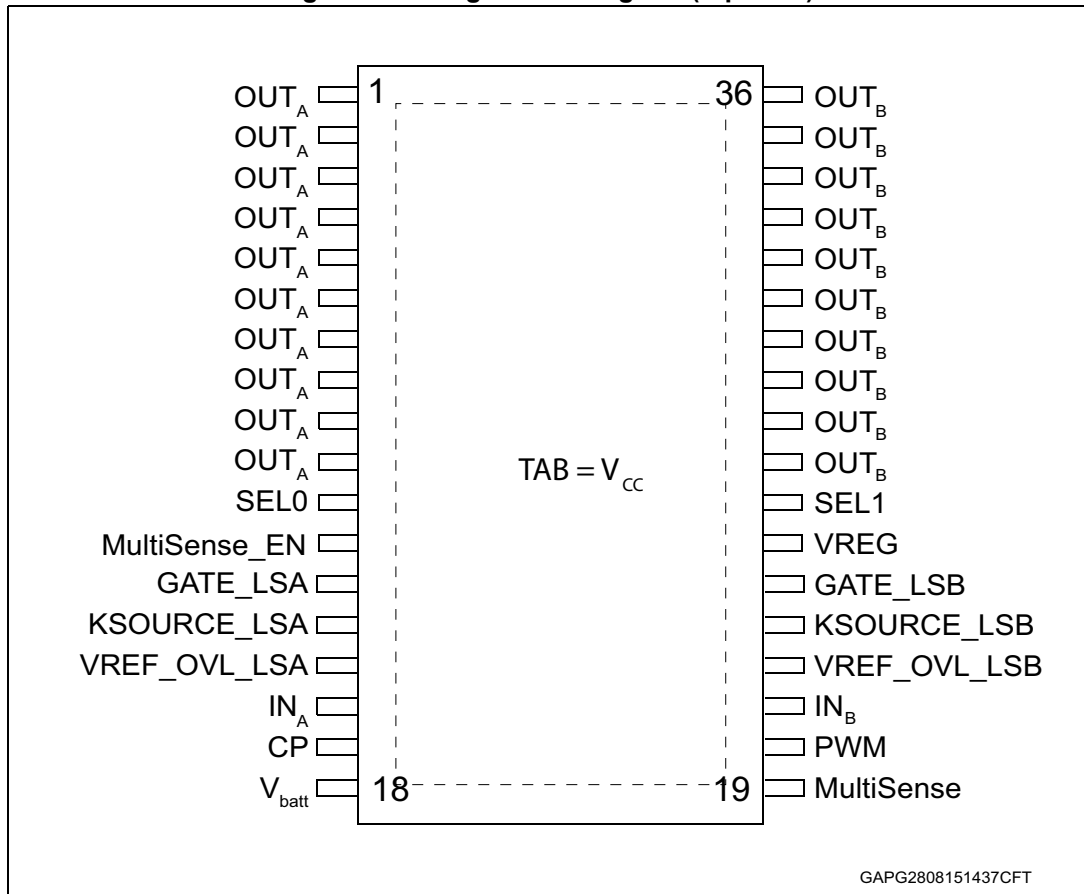 OUTA 1 36 OUTB
OUTA OUTB
OUTA OUTB
OUTA OUTB
OUTA OUTB
OUTA OUTB
OUTA OUTB
OUTA OUTB
OUTA OUTB
OUTA TAB = VCC OUTB
SEL0 SEL1
MultiSense_EN VREG
GATE_LSA GATE_LSB
KSOURCE_LSA KSOURCE_LSB
VREF_OVL_LSA VREF_OVL_LSB
INA INB
CP PWM
Vbatt 18 19 MultiSense
GAPG2808151437CFT